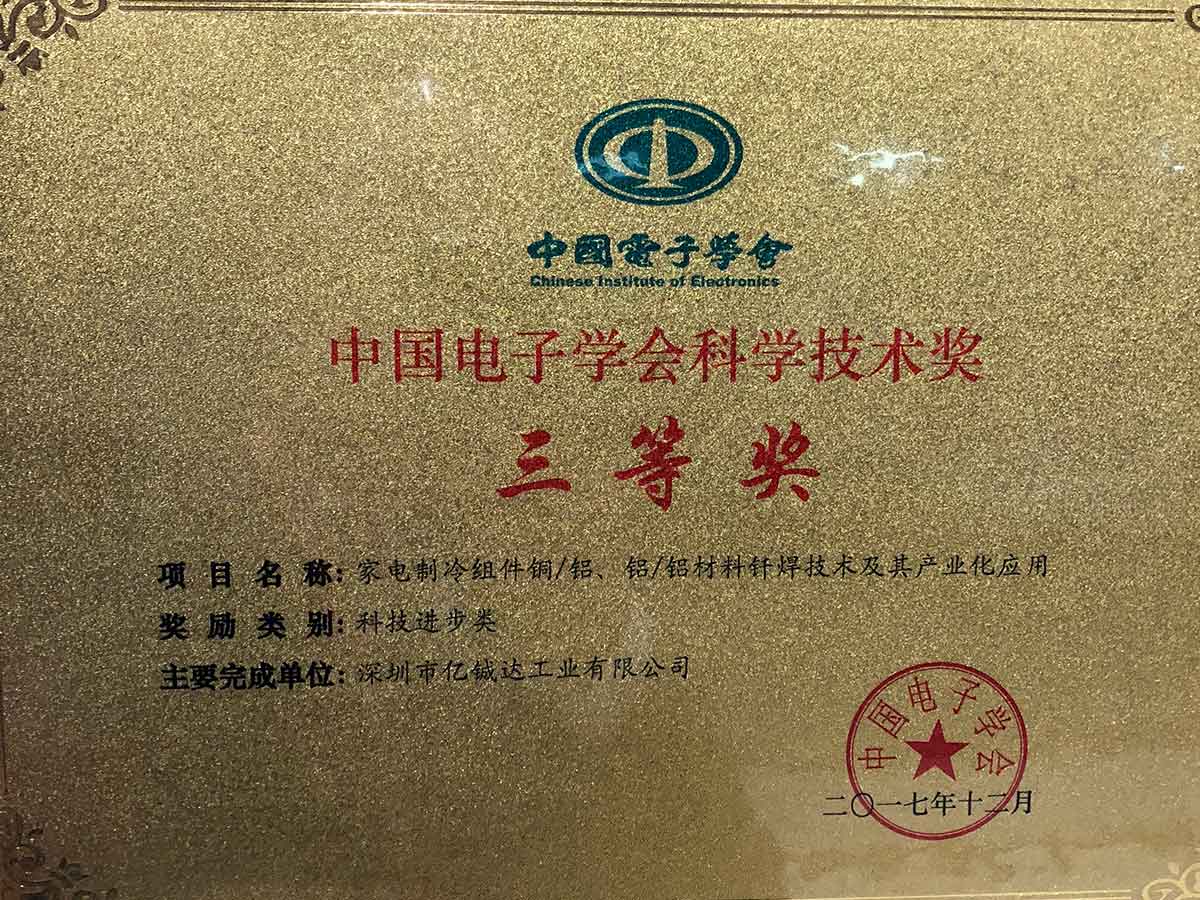 中國電子學會
Chinese Institute of Electronics
中国电子学会科学技术奖
三等奖
项目名称：家电制冷组件铜/铝、铝/铝材料钎焊技术及其产业化应用
奖励类别：科技进步类
主要完成单位：深圳市亿铖达工业有限公司
中国电子学会
二〇一七年十二月